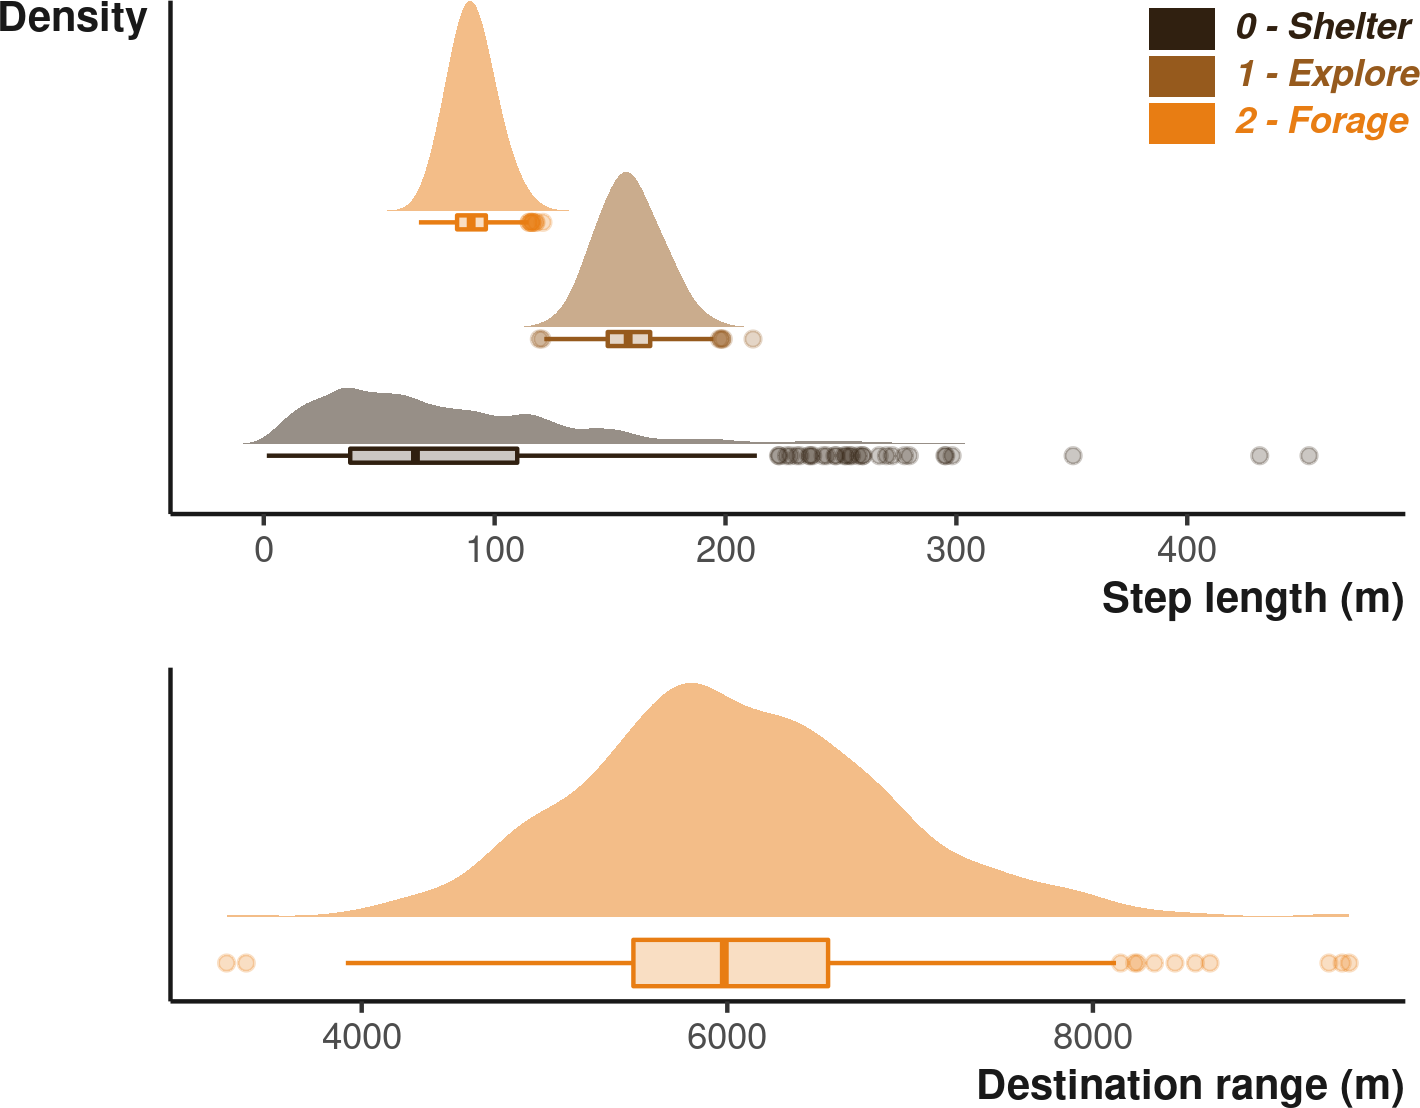 Density
0 - Shelter
1 - Explore
2 - Forage
0 100 200 300 400
Step length (m)
4000 6000 8000
Destination range (m)